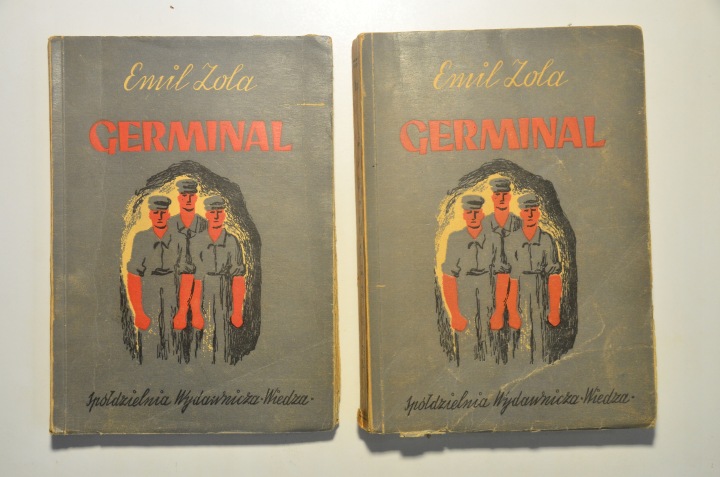 Emil Zola
GERMINAL
Spółdzielnia Wydawnicza · Wiedza ·
Emil Zola
GERMINAL
Spółdzielnia Wydawnicza · Wiedza ·